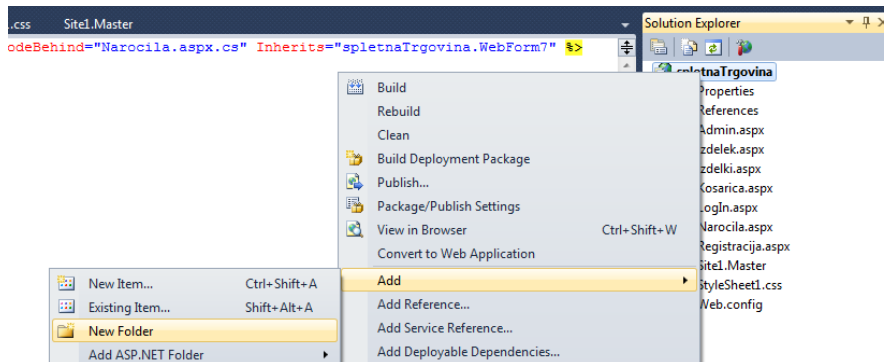 .css Site1.Master
Solution Explorer
odeBehind="Narocila.aspx.cs" Inherits="spletnaTrgovina.WebForm7" %>
spletnaTrgovina
Properties
References
Admin.aspx
zdelek.aspx
zdelki.aspx
Kosarica.aspx
LogIn.aspx
Narocila.aspx
Registracija.aspx
Site1.Master
StyleSheet1.css
Web.config
Build
Rebuild
Clean
Build Deployment Package
Publish...
Package/Publish Settings
View in Browser Ctrl+Shift+W
Convert to Web Application
Add
Add Reference...
Add Service Reference...
Add Deployable Dependencies...
New Item... Ctrl+Shift+A
Existing Item... Shift+Alt+A
New Folder
Add ASP.NET Folder